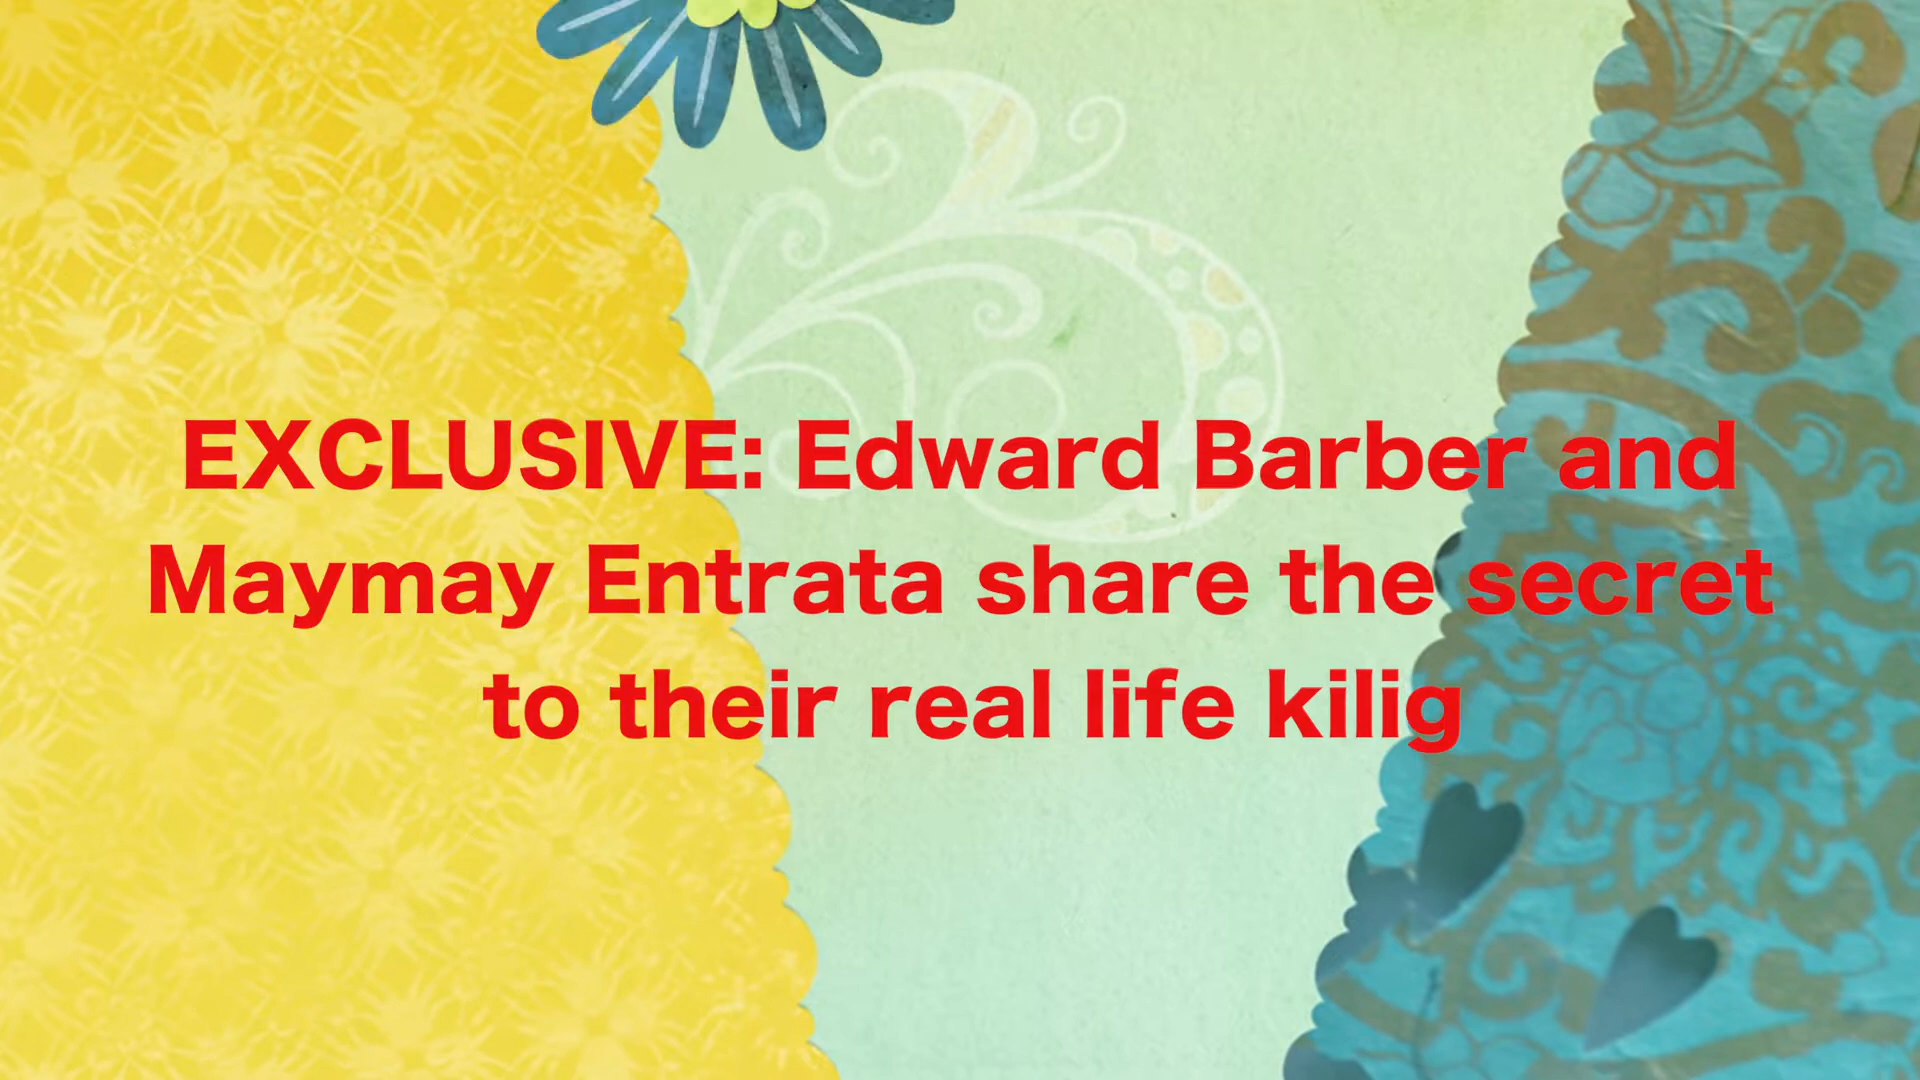 EXCLUSIVE: Edward Barber and
Maymay Entrata share the secret
to their real life kilig